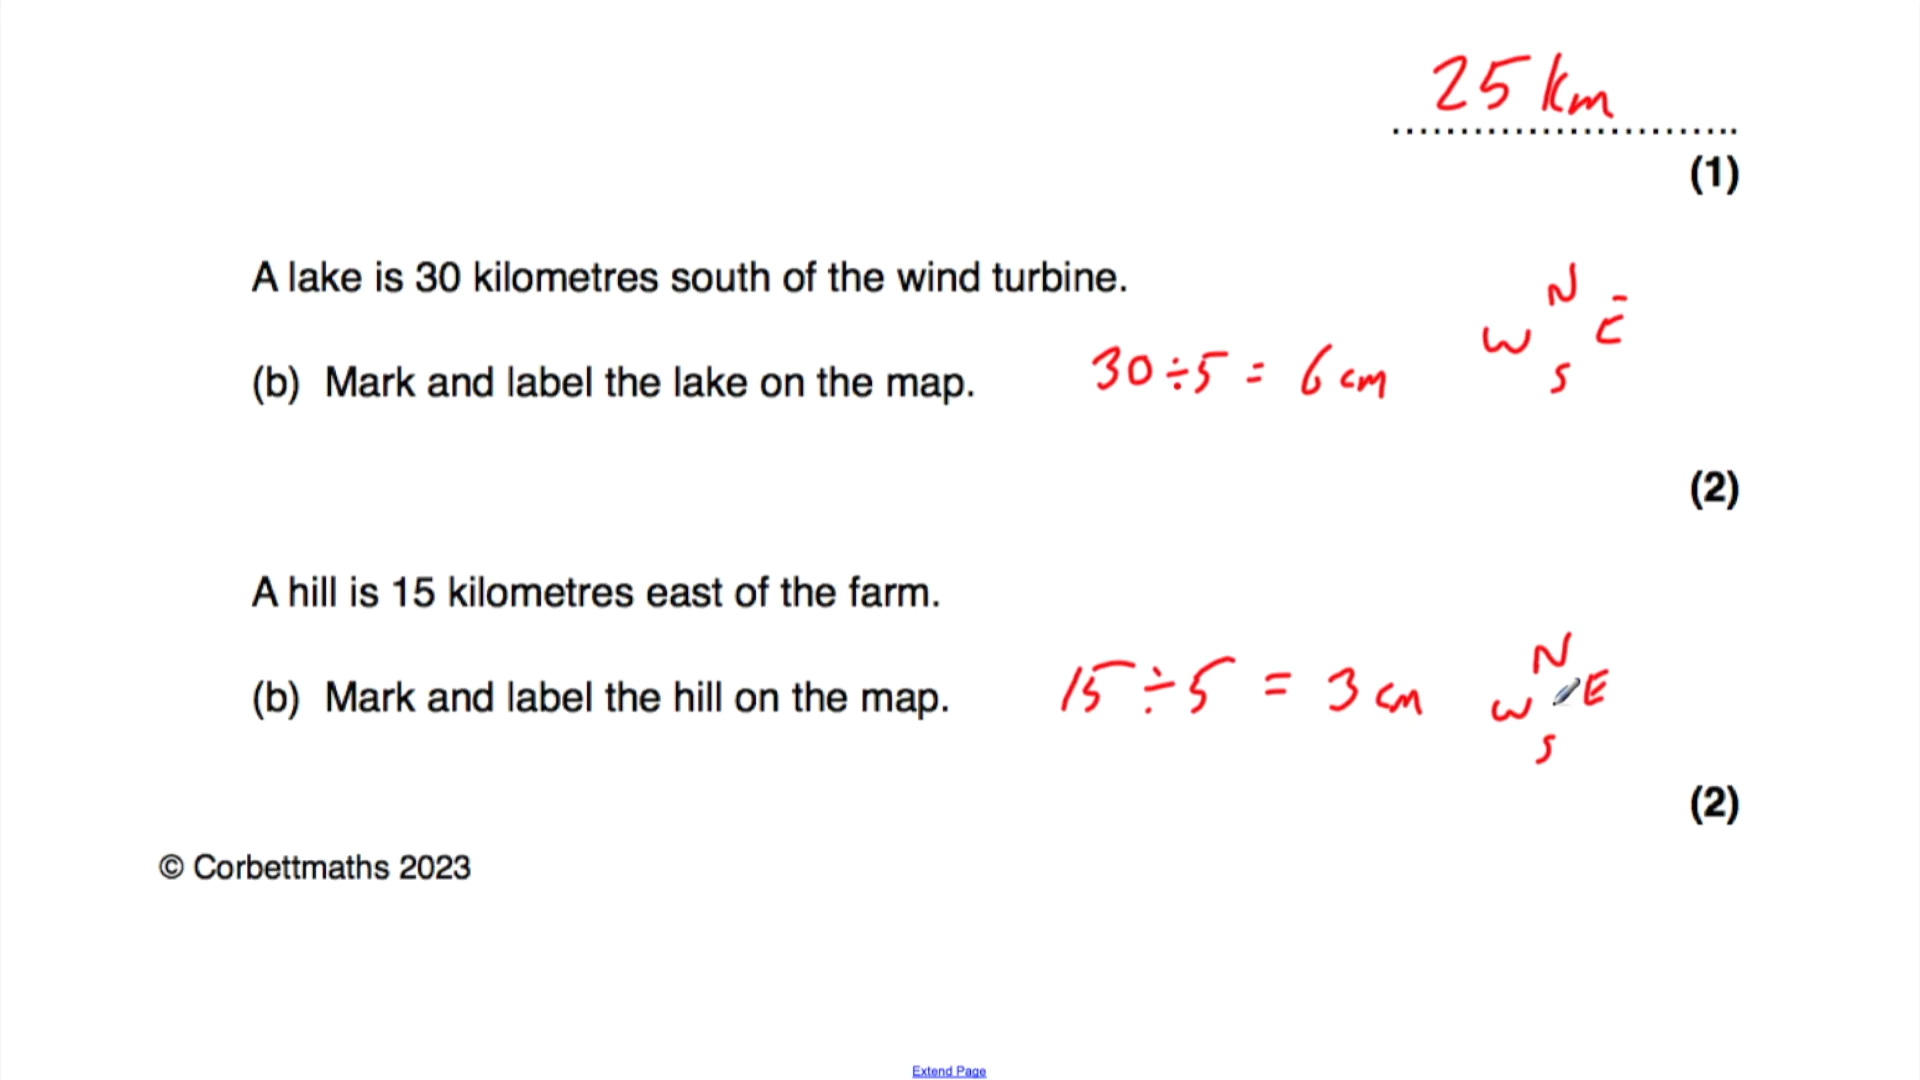 25 km
..........................
(1)
A lake is 30 kilometres south of the wind turbine.
N
W E
S
(b) Mark and label the lake on the map. 30÷5 = 6 cm
(2)
A hill is 15 kilometres east of the farm.
N
(b) Mark and label the hill on the map. 15÷5 = 3 cm W E
S
(2)
© Corbettmaths 2023
Extend Page